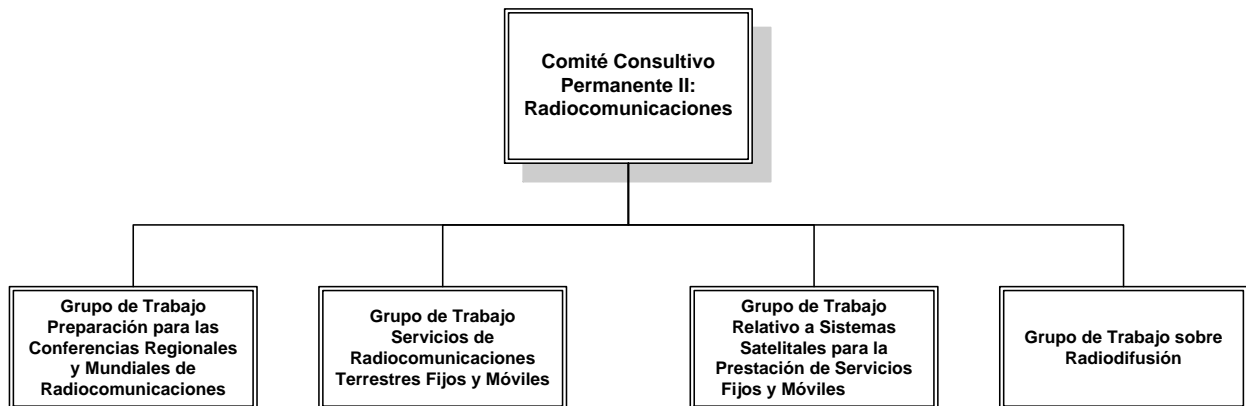 Comité Consultivo
Permanente II:
Radiocomunicaciones
Grupo de Trabajo
Preparación para las
Conferencias Regionales
y Mundiales de
Radiocomunicaciones
Grupo de Trabajo
Servicios de
Radiocomunicaciones
Terrestres Fijos y Móviles
Grupo de Trabajo
Relativo a Sistemas
Satelitales para la
Prestación de Servicios
Fijos y Móviles
Grupo de Trabajo sobre
Radiodifusión